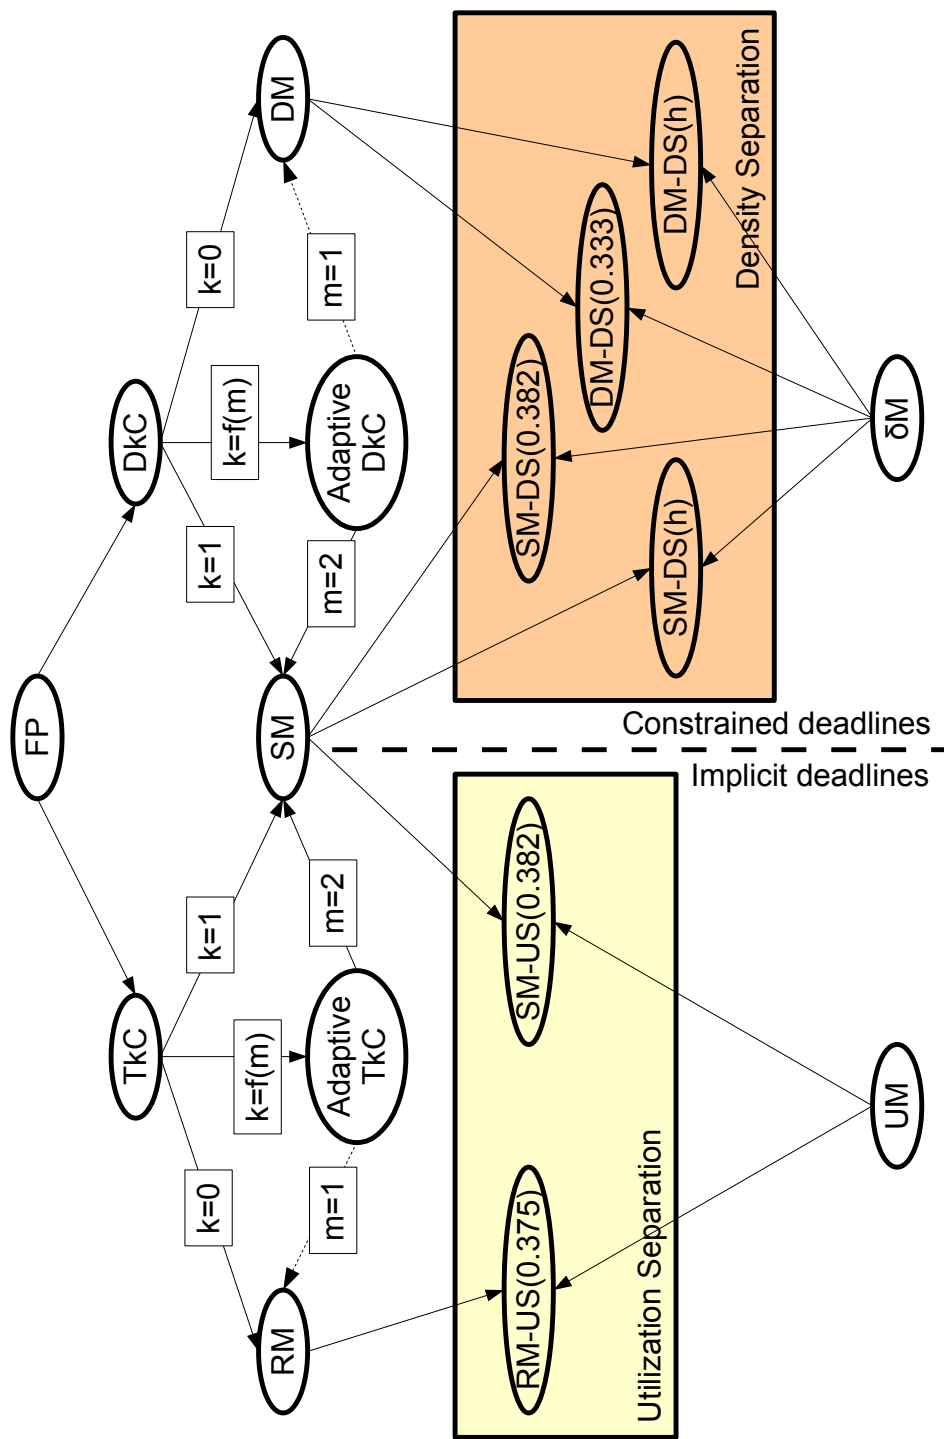 FP
TkC
DkC
k=0
k=f(m)
k=1
k=1
k=f(m)
k=0
RM
m=1
Adaptive
TkC
m=2
SM
m=2
Adaptive
DkC
m=1
DM
RM-US(0.375)
SM-US(0.382)
Utilization Separation
SM-DS(0.382)
DM-DS(0.333)
SM-DS(h)
DM-DS(h)
Density Separation
Implicit deadlines
Constrained deadlines
UM
δM